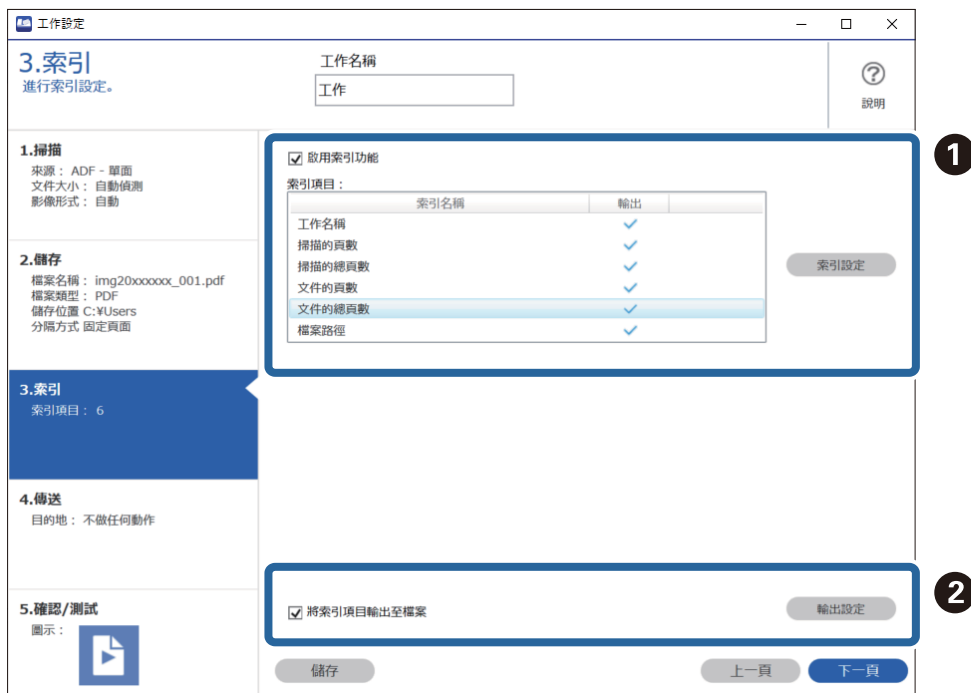 工作設定
3.索引
進行索引設定。
工作名稱
工作
說明
1.掃描
來源： ADF - 單面
文件大小： 自動偵測
影像形式： 自動
2.儲存
檔案名稱： img20xxxxxx_001.pdf
檔案類型： PDF
儲存位置 C:¥Users
分隔方式 固定頁面
3.索引
索引項目： 6
4.傳送
目的地： 不做任何動作
5.確認/測試
圖示：
1
啟用索引功能
索引項目：
索引名稱 輸出
工作名稱
掃描的頁數
掃描的總頁數
文件的頁數
文件的總頁數
檔案路徑
索引設定
2
將索引項目輸出至檔案
輸出設定
儲存
上一頁
下一頁